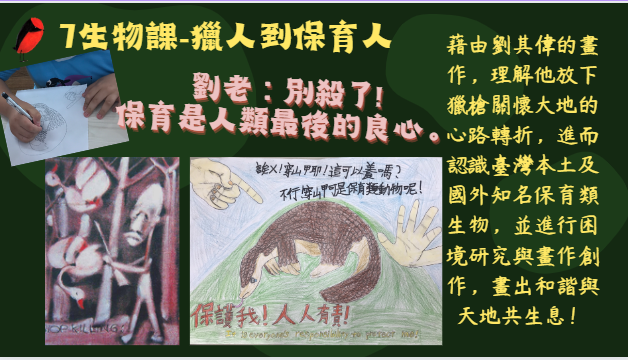 7生物課-獵人到保育人
劉老：別殺了!
保育是人類最後的良心。
藉由劉其偉的畫
作，理解他放下
獵槍關懷大地的
心路轉折，進而
認識臺灣本土及
國外知名保育類
生物，並進行困
境研究與畫作創
作，畫出和諧與
天地共生息！
KILLING
穿山甲耶!這可以養嗎?
不行穿山甲是保育類動物呢!
保護我!人人有責!